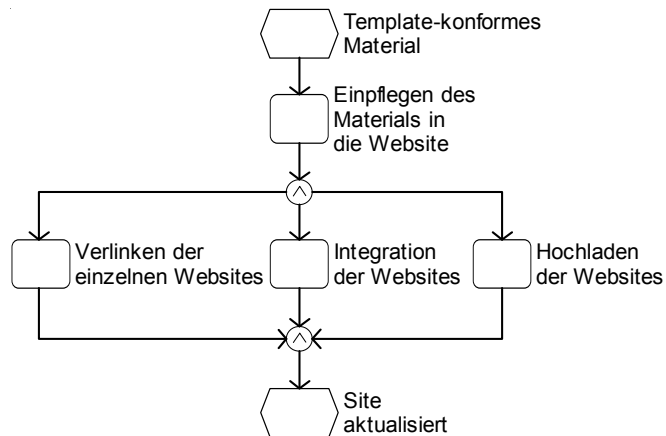 Template-konformes
Material
Einpflegen des
Materials in
die Website
Verlinken der
einzelnen Websites
Integration
der Websites
Hochladen
der Websites
Site
aktualisiert